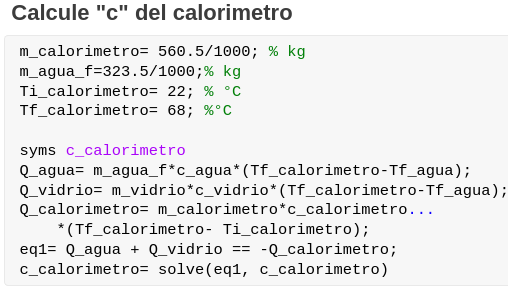 Calcule "c" del calorimetro
m_calorimetro= 560.5/1000; % kg
m_agua_f=323.5/1000;% kg
Ti_calorimetro= 22; % °C
Tf_calorimetro= 68; %°C
syms c_calorimetro
Q_agua= m_agua_f*c_agua*(Tf_calorimetro-Tf_agua);
Q_vidrio= m_vidrio*c_vidrio*(Tf_calorimetro-Tf_agua);
Q_calorimetro= m_calorimetro*c_calorimetro...
*(Tf_calorimetro- Ti_calorimetro);
eq1= Q_agua + Q_vidrio == -Q_calorimetro;
c_calorimetro= solve(eq1, c_calorimetro)